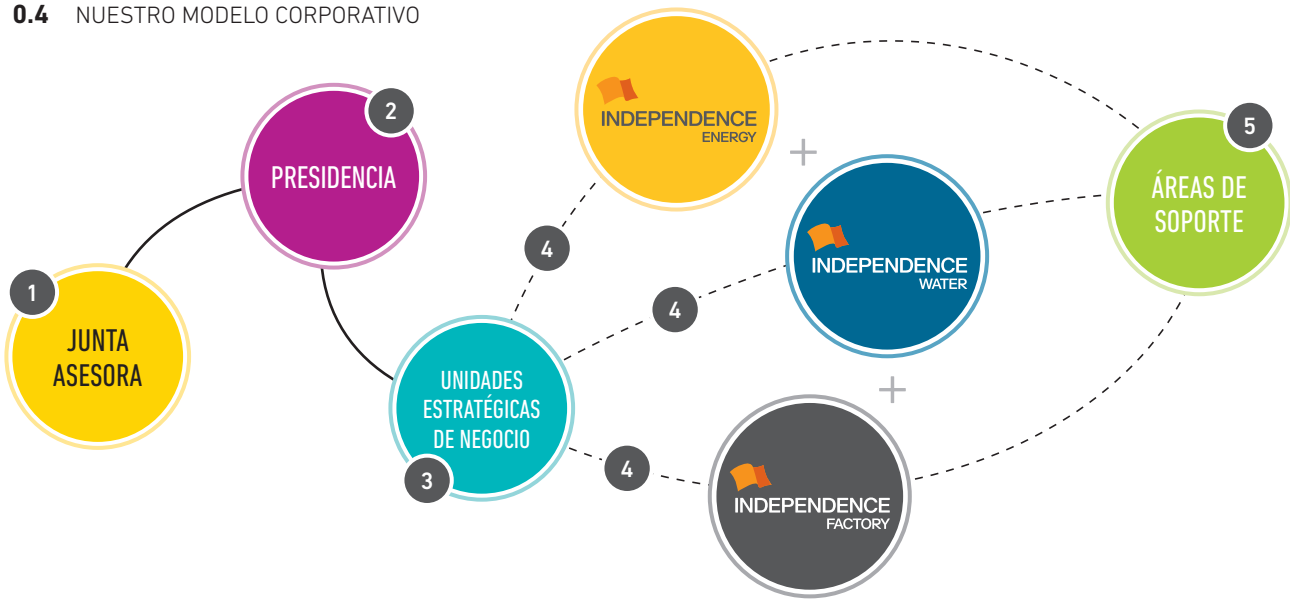 0.4 NUESTRO MODELO CORPORATIVO
1
JUNTA
ASESORA
2
PRESIDENCIA
3
UNIDADES
ESTRATÉGICAS
DE NEGOCIO
4
INDEPENDENCE
ENERGY
+
4
INDEPENDENCE
WATER
+
4
INDEPENDENCE
FACTORY
5
ÁREAS DE
SOPORTE